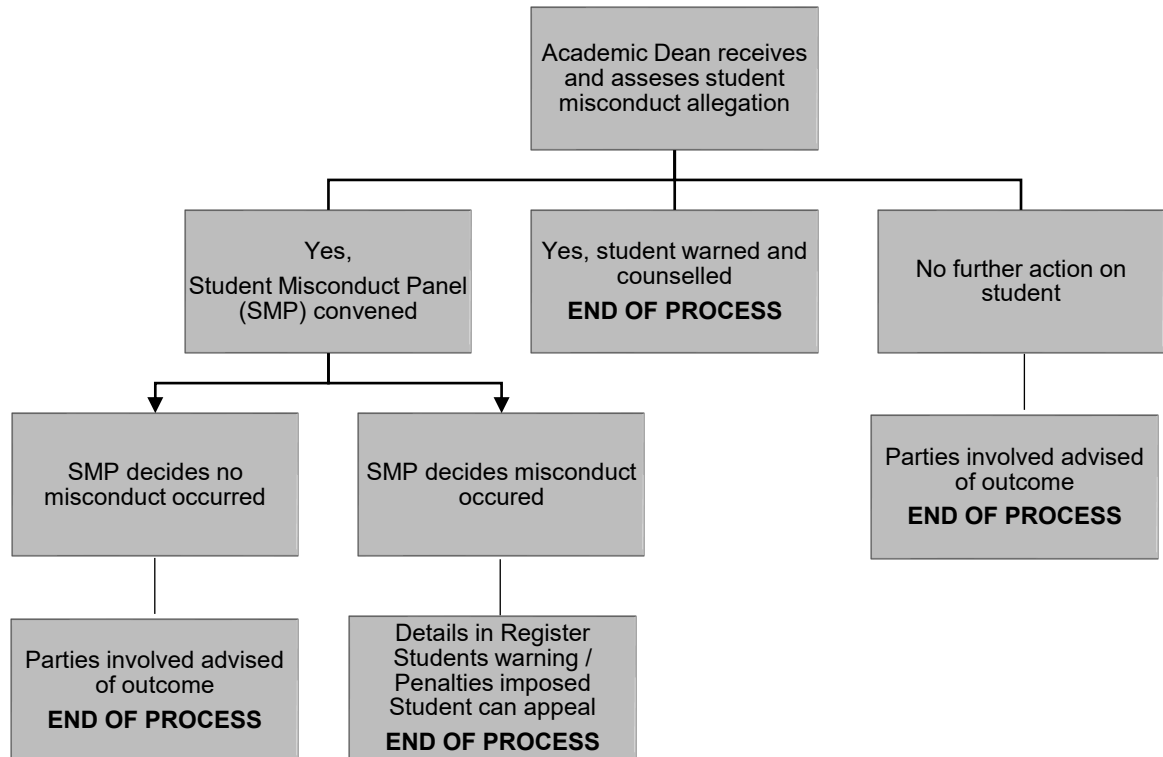 Academic Dean receives
and asseses student
misconduct allegation
Yes,
Student Misconduct Panel
(SMP) convened
Yes, student warned and
counselled
END OF PROCESS
No further action on
student
SMP decides no
misconduct occurred
SMP decides misconduct
occured
Parties involved advised
of outcome
END OF PROCESS
Parties involved advised
of outcome
END OF PROCESS
Details in Register
Students warning /
Penalties imposed
Student can appeal
END OF PROCESS